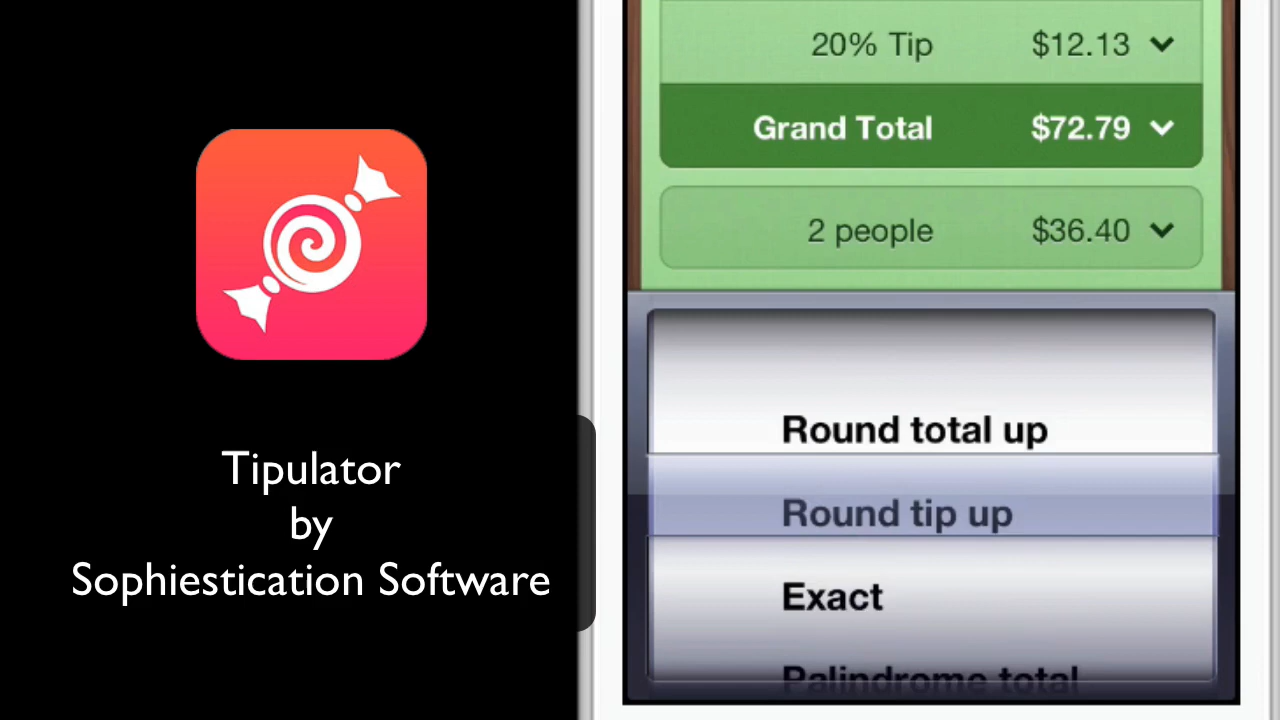 Tipulator
by
Sophiestication Software
20% Tip $12.13
Grand Total $72.79
2 people $36.40
Round total up
Round tip up
Exact
Palindrome total